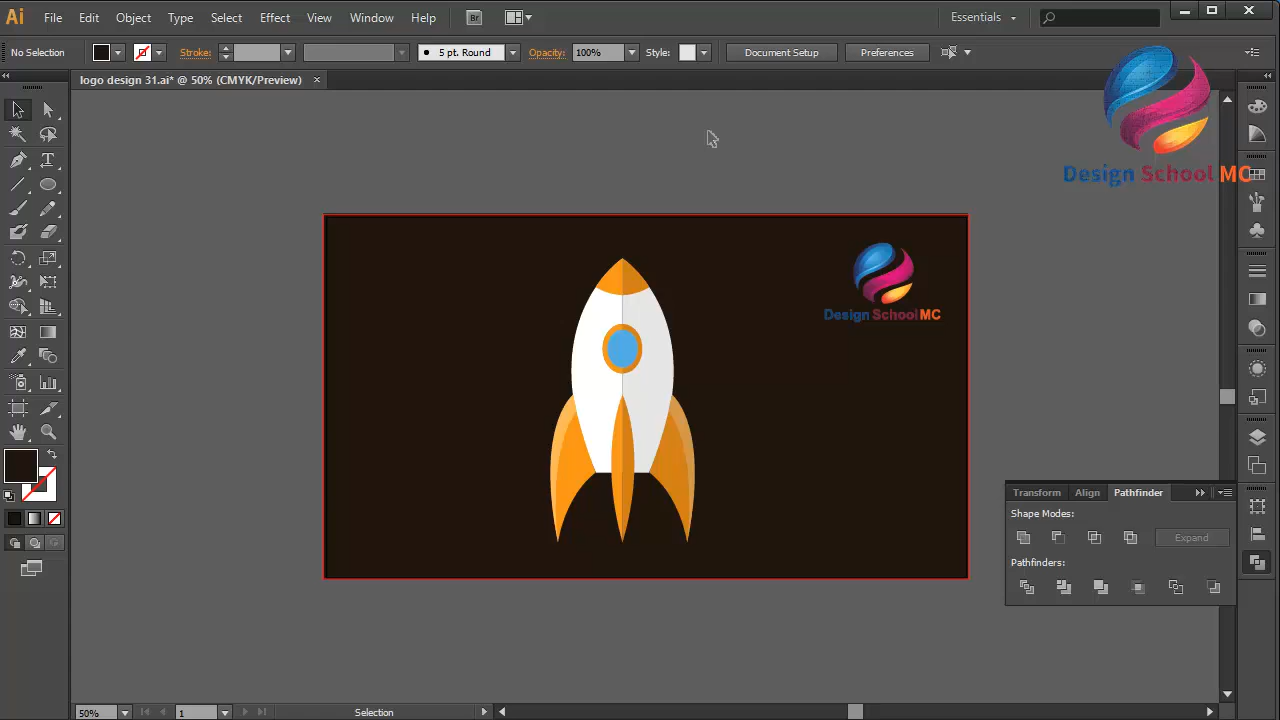 Ai File Edit Object Type Select Effect View Window Help Br Essentials
No Selection Stroke: 5 pt. Round Opacity: 100% Style: Document Setup Preferences
logo design 31.ai* @ 50% (CMYK/Preview) ×
Design School MC
Design School MC
Transform Align Pathfinder
Shape Modes:
Expand
Pathfinders:
50% 1 Selection